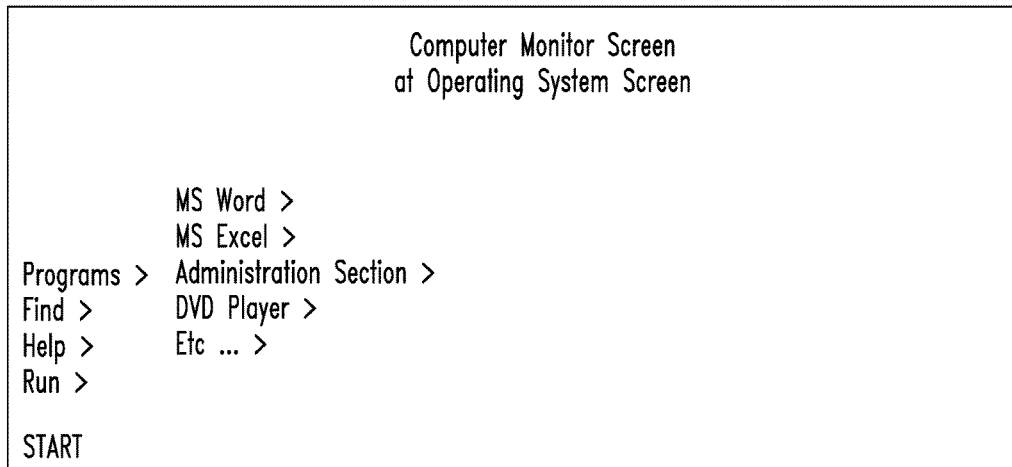 Computer Monitor Screen
at Operating System Screen
MS Word >
MS Excel >
Programs > Administration Section >
Find > DVD Player >
Help > Etc ... >
Run >
START